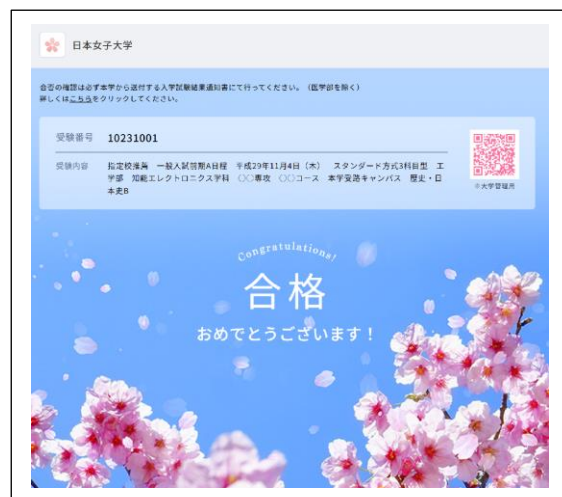 日本女子大学
合否の確認は必ず本学から送付する入学試験結果通知書にて行ってください。（医学部を除く）
詳しくはこちらをクリックしてください。
受験番号 10231001
受験内容 指定校推薦 一般入試前期A日程 平成29年11月4日（木） スタンダード方式3科目型 工
学部 知能エレクトロニクス学科 〇〇専攻 〇〇コース 本学受路キャンパス 歴史・日
本史B
※大学管理用
Congratulations!
合格
おめでとうございます！